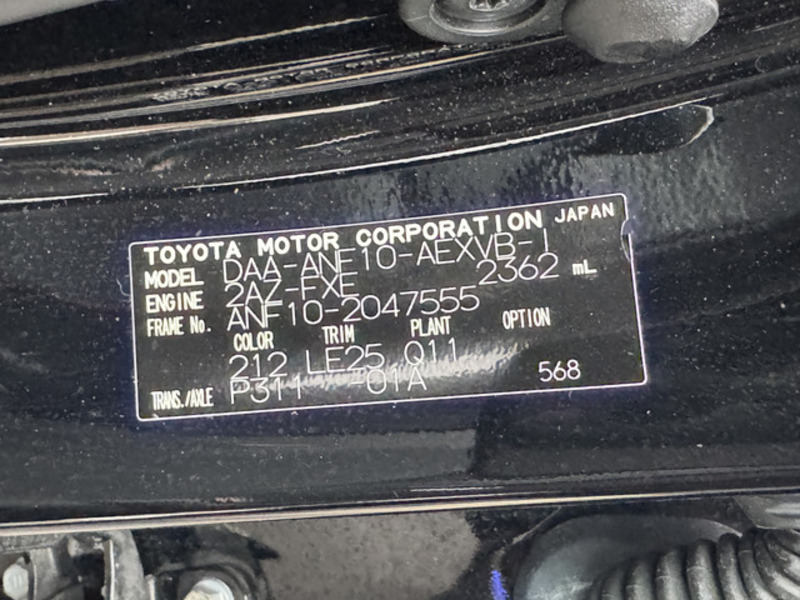 TOYOTA MOTOR CORPORATION JAPAN
MODEL DAA-ANF10-AEXVB-
ENGINE 2AZ-FXE 2362 mL
FRAME No. ANF10-2047555
COLOR TRIM PLANT OPTION
212 LE25 Q11
TRANS./AXLE P311 -01A 568